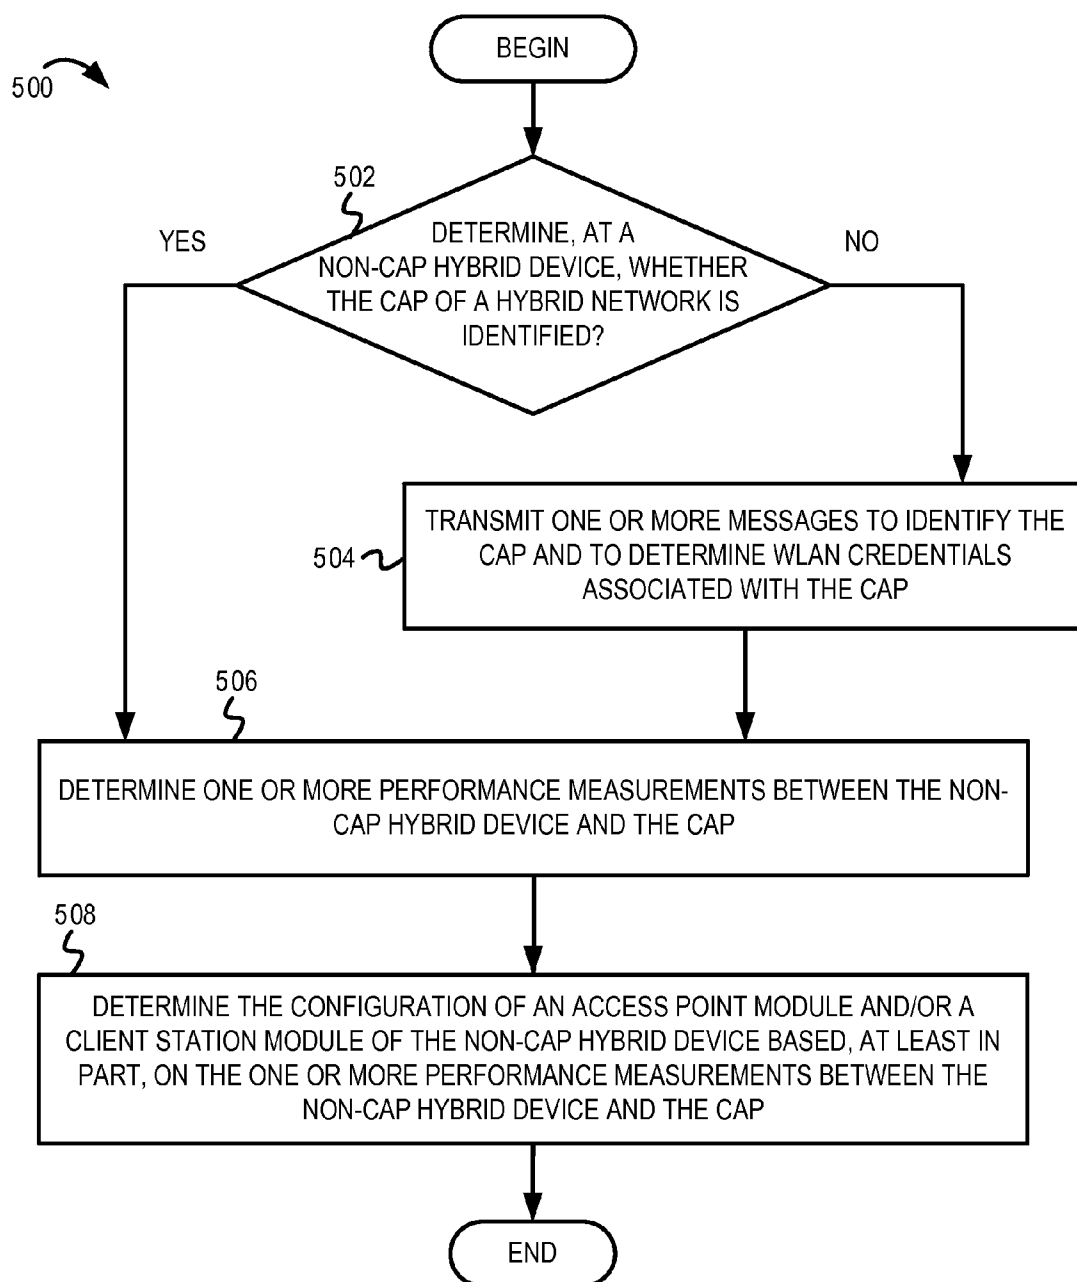 BEGIN
500
502
YES
NO
DETERMINE, AT A
NON-CAP HYBRID DEVICE, WHETHER
THE CAP OF A HYBRID NETWORK IS
IDENTIFIED?
504
TRANSMIT ONE OR MORE MESSAGES TO IDENTIFY THE
CAP AND TO DETERMINE WLAN CREDENTIALS
ASSOCIATED WITH THE CAP
506
DETERMINE ONE OR MORE PERFORMANCE MEASUREMENTS BETWEEN THE NON-
CAP HYBRID DEVICE AND THE CAP
508
DETERMINE THE CONFIGURATION OF AN ACCESS POINT MODULE AND/OR A
CLIENT STATION MODULE OF THE NON-CAP HYBRID DEVICE BASED, AT LEAST IN
PART, ON THE ONE OR MORE PERFORMANCE MEASUREMENTS BETWEEN THE
NON-CAP HYBRID DEVICE AND THE CAP
END